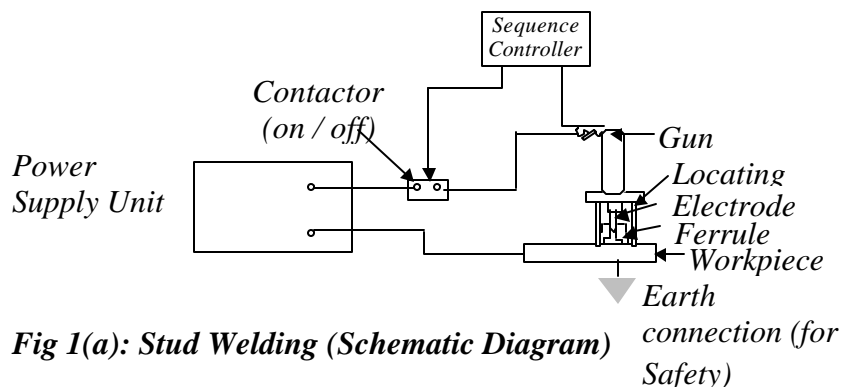 Sequence
Controller
Contactor
(on / off)
Power
Supply Unit
Gun
Locating
Electrode
Ferrule
Workpiece
Earth
connection (for
Safety)
Fig 1(a): Stud Welding (Schematic Diagram)